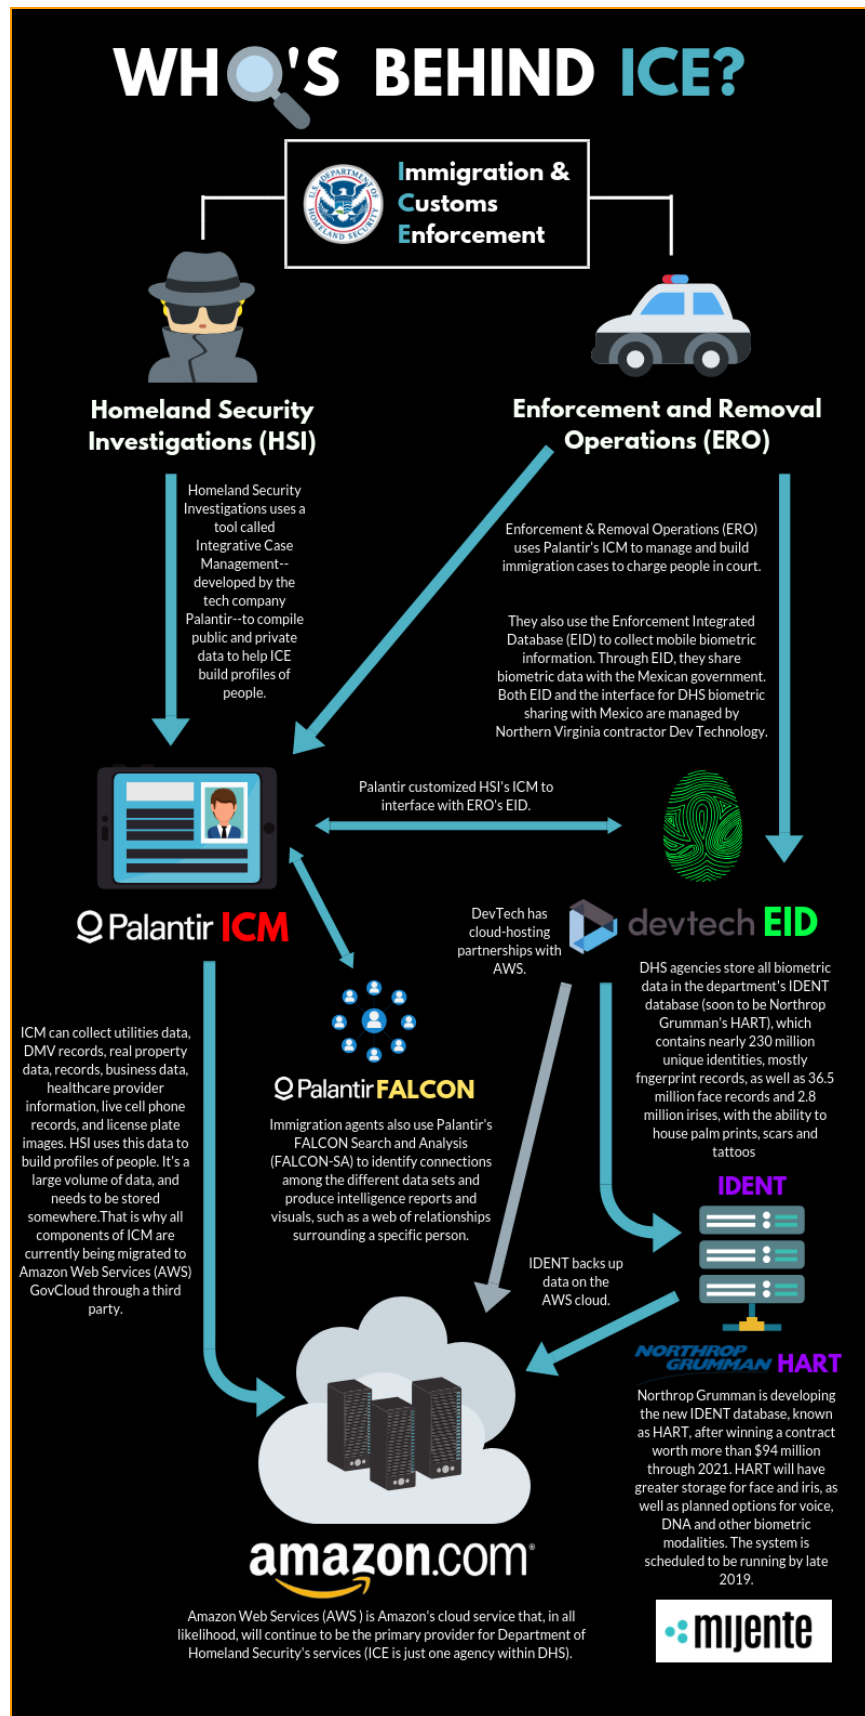 WHO'S BEHIND ICE?
U.S. DEPARTMENT OF
HOMELAND SECURITY
Immigration &
Customs
Enforcement
Homeland Security
Investigations (HSI)
Enforcement and Removal
Operations (ERO)
Homeland Security
Investigations uses a
tool called
Integrative Case
Management--
developed by the
tech company
Palantir--to compile
public and private
data to help ICE
build profiles of
people.
Enforcement & Removal Operations (ERO)
uses Palantir's ICM to manage and build
immigration cases to charge people in court.
They also use the Enforcement Integrated
Database (EID) to collect mobile biometric
information. Through EID, they share
biometric data with the Mexican government.
Both EID and the interface for DHS biometric
sharing with Mexico are managed by
Northern Virginia contractor Dev Technology.
Palantir customized HSI's ICM to
interface with ERO's EID.
Palantir ICM
DevTech has
cloud-hosting
partnerships with
AWS.
devtech EID
DHS agencies store all biometric
data in the department's IDENT
database (soon to be Northrop
Grumman's HART), which
contains nearly 230 million
unique identities, mostly
fngerprint records, as well as 36.5
million face records and 2.8
million irises, with the ability to
house palm prints, scars and
tattoos
ICM can collect utilities data,
DMV records, real property
data, records, business data,
healthcare provider
information, live cell phone
records, and license plate
images. HSI uses this data to
build profiles of people. It's a
large volume of data, and
needs to be stored
somewhere.That is why all
components of ICM are
currently being migrated to
Amazon Web Services (AWS)
GovCloud through a third
party.
Palantir FALCON
Immigration agents also use Palantir's
FALCON Search and Analysis
(FALCON-SA) to identify connections
among the different data sets and
produce intelligence reports and
visuals, such as a web of relationships
surrounding a specific person.
IDENT
IDENT backs up
data on the
AWS cloud.
NORTHROP
GRUMMAN HART
Northrop Grumman is developing
the new IDENT database, known
as HART, after winning a contract
worth more than $94 million
through 2021. HART will have
greater storage for face and iris, as
well as planned options for voice,
DNA and other biometric
modalities. The system is
scheduled to be running by late
2019.
amazon.com
Amazon Web Services (AWS ) is Amazon's cloud service that, in all
likelihood, will continue to be the primary provider for Department of
Homeland Security's services (ICE is just one agency within DHS).
mijente